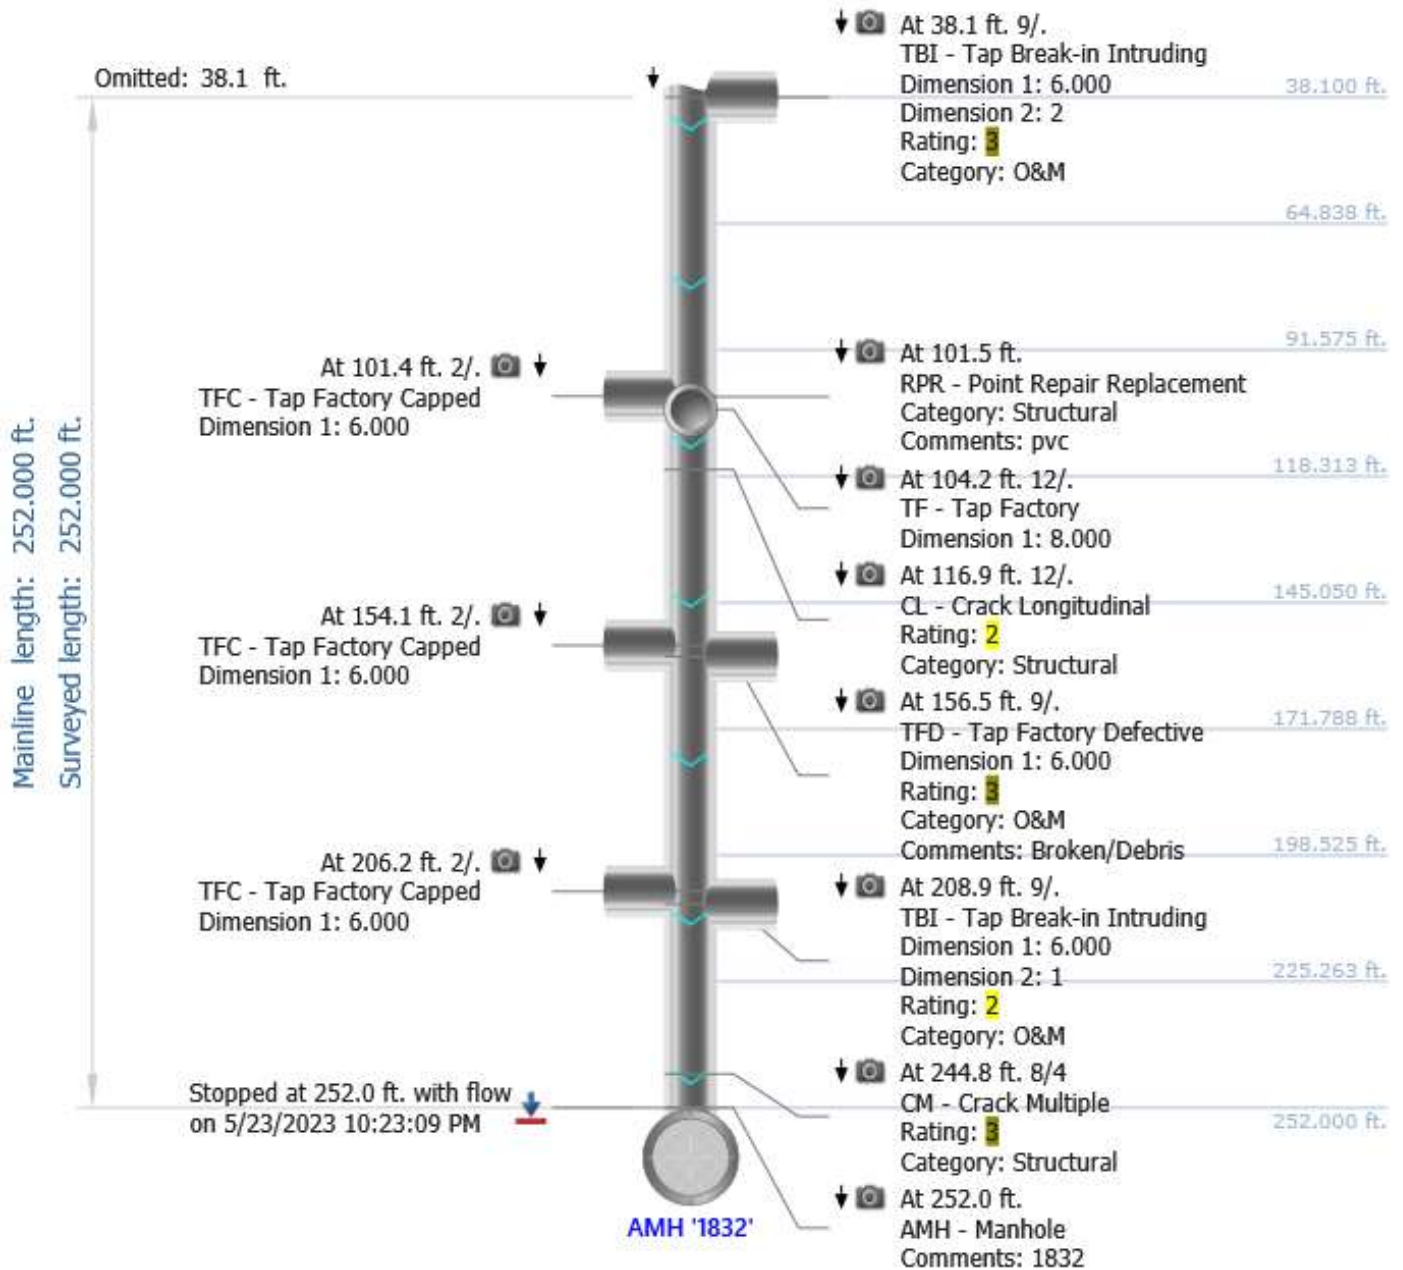 Omitted: 38.1 ft.
At 38.1 ft. 9/.
TBI - Tap Break-in Intruding
Dimension 1: 6.000
Dimension 2: 2
Rating: 3
Category: O&M
38.100 ft.
64.838 ft.
91.575 ft.
At 101.4 ft. 2/.
TFC - Tap Factory Capped
Dimension 1: 6.000
At 101.5 ft.
RPR - Point Repair Replacement
Category: Structural
Comments: pvc
118.313 ft.
At 104.2 ft. 12/.
TF - Tap Factory
Dimension 1: 8.000
At 116.9 ft. 12/.
CL - Crack Longitudinal
Rating: 2
Category: Structural
145.050 ft.
Mainline length: 252.000 ft.
Surveyed length: 252.000 ft.
At 154.1 ft. 2/.
TFC - Tap Factory Capped
Dimension 1: 6.000
At 156.5 ft. 9/.
TFD - Tap Factory Defective
Dimension 1: 6.000
Rating: 3
Category: O&M
Comments: Broken/Debris
171.788 ft.
198.525 ft.
At 206.2 ft. 2/.
TFC - Tap Factory Capped
Dimension 1: 6.000
At 208.9 ft. 9/.
TBI - Tap Break-in Intruding
Dimension 1: 6.000
Dimension 2: 1
Rating: 2
Category: O&M
225.263 ft.
At 244.8 ft. 8/4
CM - Crack Multiple
Rating: 3
Category: Structural
252.000 ft.
Stopped at 252.0 ft. with flow
on 5/23/2023 10:23:09 PM
At 252.0 ft.
AMH - Manhole
Comments: 1832
AMH '1832'